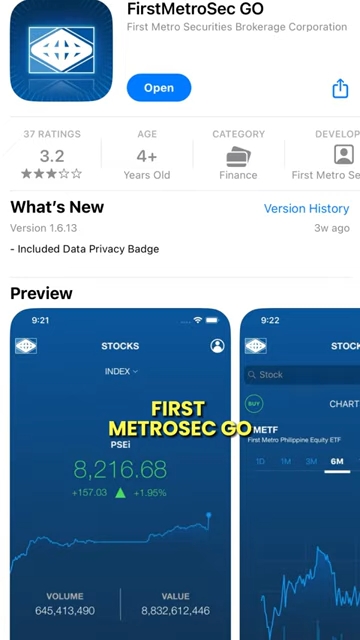 FirstMetroSec GO
First Metro Securities Brokerage Corporation
Open
37 RATINGS
AGE
CATEGORY
DEVELOP
3.2
4+
Years Old
Finance
First Metro Se
What's New
Version History
Version 1.6.13
3w ago
- Included Data Privacy Badge
Preview
9:21
STOCKS
INDEX
FIRST
METROSEC GO
PSEi
8,216.68
+157.03
+1.95%
VOLUME
VALUE
645,413,490
8,832,612,446
9:22
STOCK
Stock
BUY
CHART
METF
First Metro Philippine Equity ETF
1D
1M
3M
6M